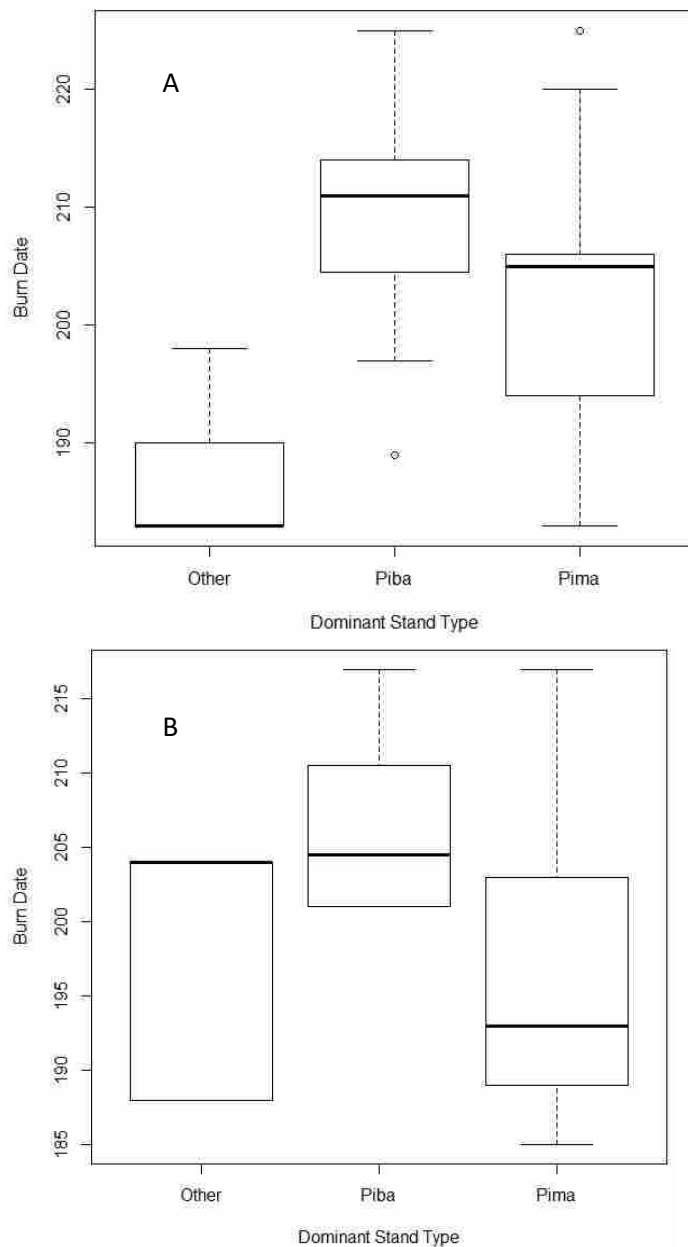 A
Burn Date
220
210
200
190
Other Piba Pima
Dominant Stand Type
B
Burn Date
215
210
205
200
195
190
185
Other Piba Pima
Dominant Stand Type